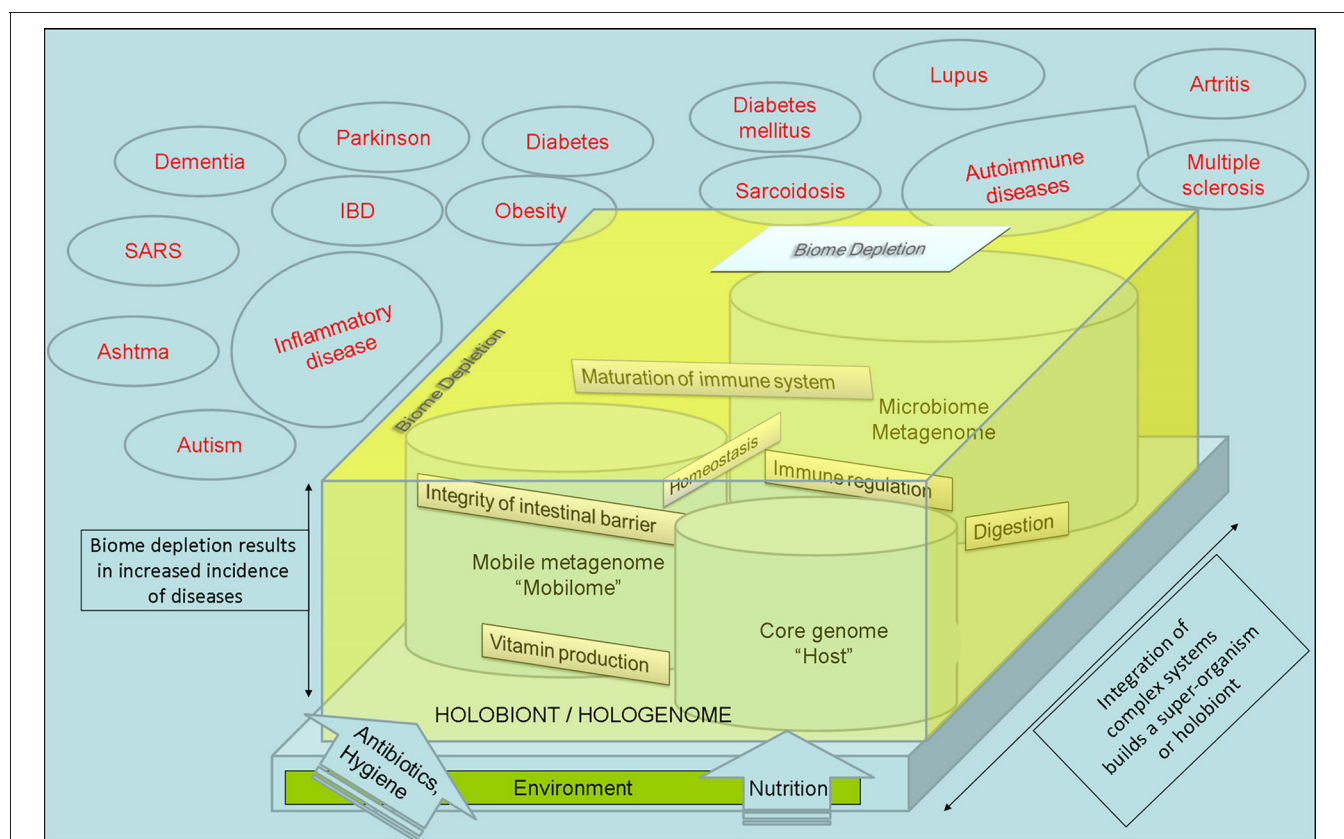 Lupus
Artritis
Diabetes
mellitus
Parkinson
Diabetes
Dementia
Autoimmune
diseases
Multiple
sclerosis
Sarcoidosis
IBD
Obesity
SARS
Biome Depletion
Inflammatory
disease
Ashtma
Biome Depletion
Maturation of immune system
Microbiome
Metagenome
Autism
Homeostasis
Immune regulation
Integrity of intestinal barrier
Digestion
Biome depletion results
in increased incidence
of diseases
Mobile metagenome
“Mobilome”
Core genome
“Host”
Vitamin production
Integration of
complex systems
builds a super-organism
or holobiont
HOLOBIONT / HOLOGENOME
Antibiotics,
Hygiene
Environment
Nutrition